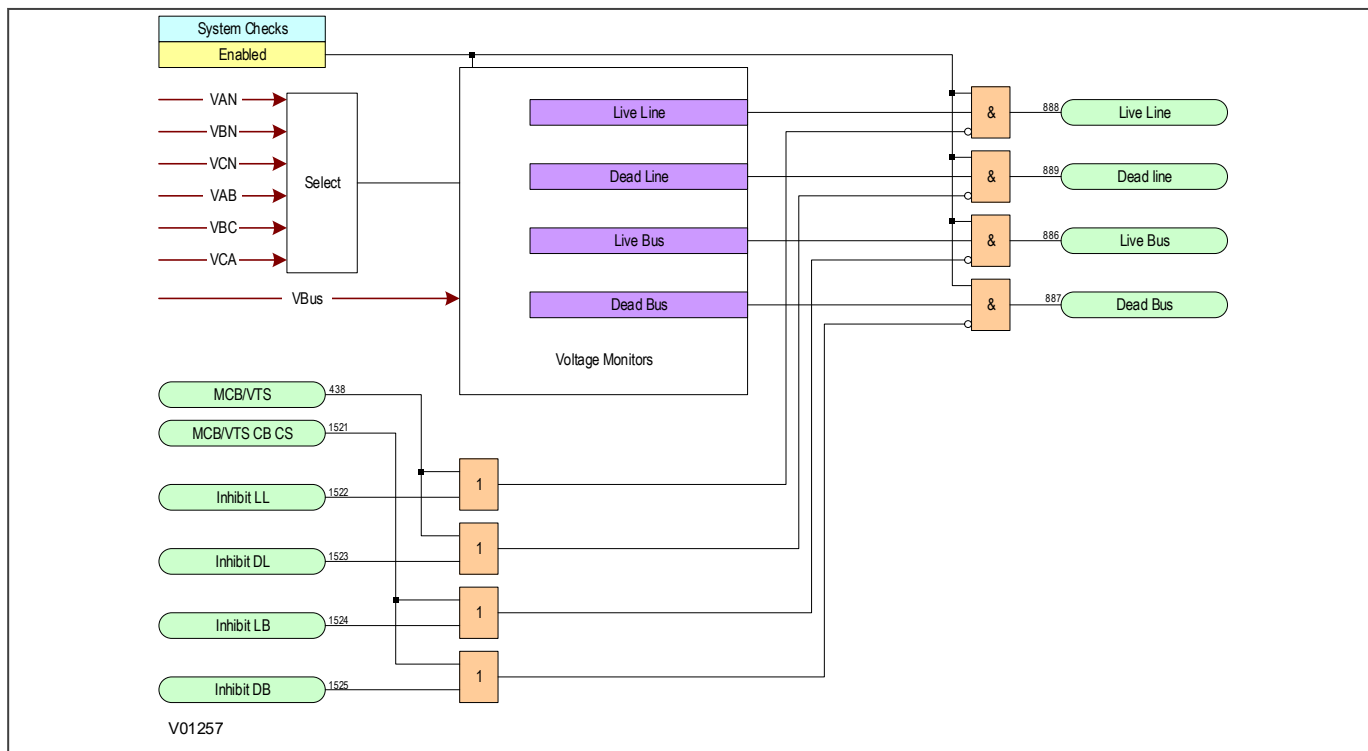 System Checks
Enabled
VAN
VBN
VCN
VAB
VBC
VCA
Select
VBus
Live Line
Dead Line
Live Bus
Dead Bus
Voltage Monitors
&
888
Live Line
&
889
Dead line
&
886
Live Bus
&
887
Dead Bus
MCB/VTS
438
MCB/VTS CB CS
1521
Inhibit LL
1522
1
Inhibit DL
1523
1
Inhibit LB
1524
1
Inhibit DB
1525
1
V01257